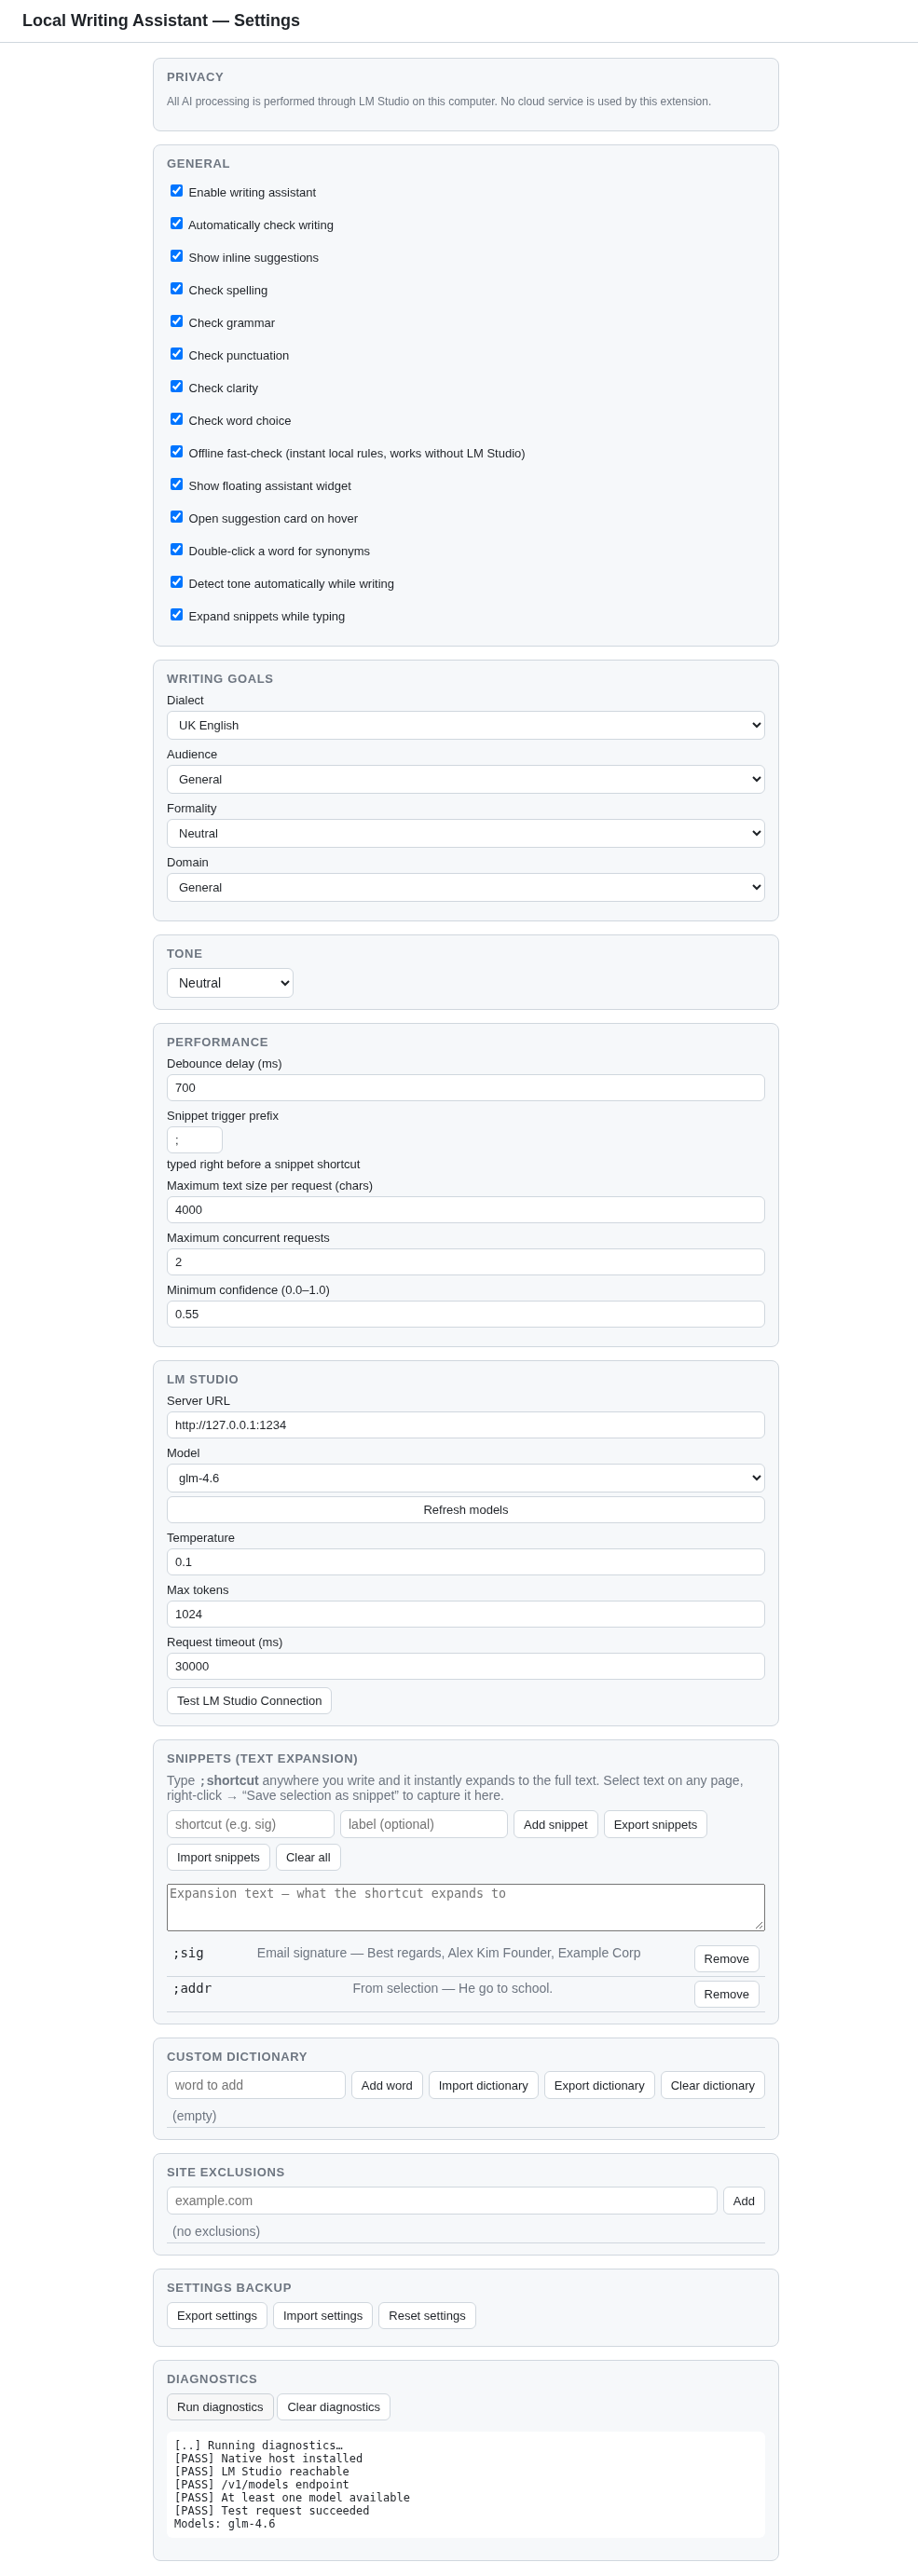 Local Writing Assistant — Settings
PRIVACY
All AI processing is performed through LM Studio on this computer. No cloud service is used by this extension.
GENERAL
Enable writing assistant
Automatically check writing
Show inline suggestions
Check spelling
Check grammar
Check punctuation
Check clarity
Check word choice
Offline fast-check (instant local rules, works without LM Studio)
Show floating assistant widget
Open suggestion card on hover
Double-click a word for synonyms
Detect tone automatically while writing
Expand snippets while typing
WRITING GOALS
Dialect
UK English
Audience
General
Formality
Neutral
Domain
General
TONE
Neutral
PERFORMANCE
Debounce delay (ms)
700
Snippet trigger prefix
;
typed right before a snippet shortcut
Maximum text size per request (chars)
4000
Maximum concurrent requests
2
Minimum confidence (0.0–1.0)
0.55
LM STUDIO
Server URL
http://127.0.0.1:1234
Model
glm-4.6
Refresh models
Temperature
0.1
Max tokens
1024
Request timeout (ms)
30000
Test LM Studio Connection
SNIPPETS (TEXT EXPANSION)
Type ;shortcut anywhere you write and it instantly expands to the full text. Select text on any page,
right-click → “Save selection as snippet” to capture it here.
shortcut (e.g. sig) label (optional) Add snippet Export snippets
Import snippets Clear all
Expansion text — what the shortcut expands to
;sig Email signature — Best regards, Alex Kim Founder, Example Corp Remove
;addr From selection — He go to school. Remove
CUSTOM DICTIONARY
word to add Add word Import dictionary Export dictionary Clear dictionary
(empty)
SITE EXCLUSIONS
example.com Add
(no exclusions)
SETTINGS BACKUP
Export settings Import settings Reset settings
DIAGNOSTICS
Run diagnostics Clear diagnostics
[..] Running diagnostics…
[PASS] Native host installed
[PASS] LM Studio reachable
[PASS] /v1/models endpoint
[PASS] At least one model available
[PASS] Test request succeeded
Models: glm-4.6